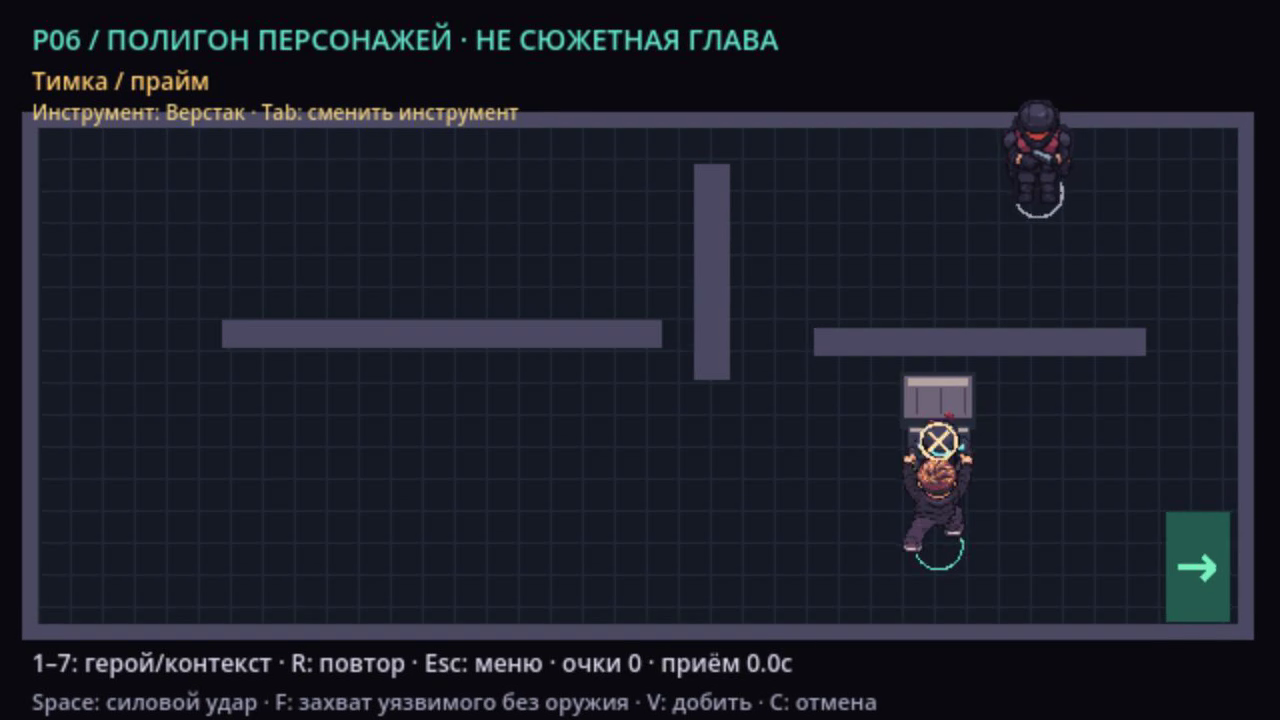 P06 / ПОЛИГОН ПЕРСОНАЖЕЙ · НЕ СЮЖЕТНАЯ ГЛАВА
Тимка / прайм
Инструмент: Верстак · Tab: сменить инструмент
→
1–7: герой/контекст · R: повтор · Esc: меню · очки 0 · приём 0.0с
Space: силовой удар · F: захват уязвимого без оружия · V: добить · C: отмена